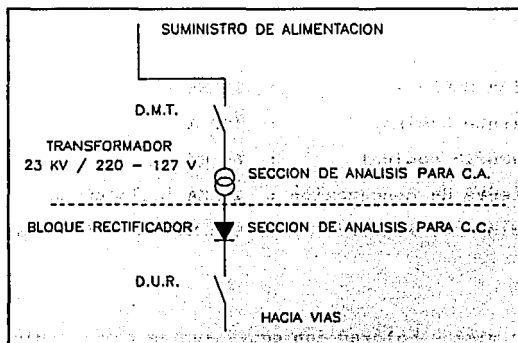 SUMINISTRO DE ALIMENTACION
D.M.T.
TRANSFORMADOR
23 KV / 220 - 127 V.
SECCION DE ANALISIS PARA C.A.
BLOQUE RECTIFICADOR
SECCION DE ANALISIS PARA C.C.
D.U.R.
HACIA VIAS